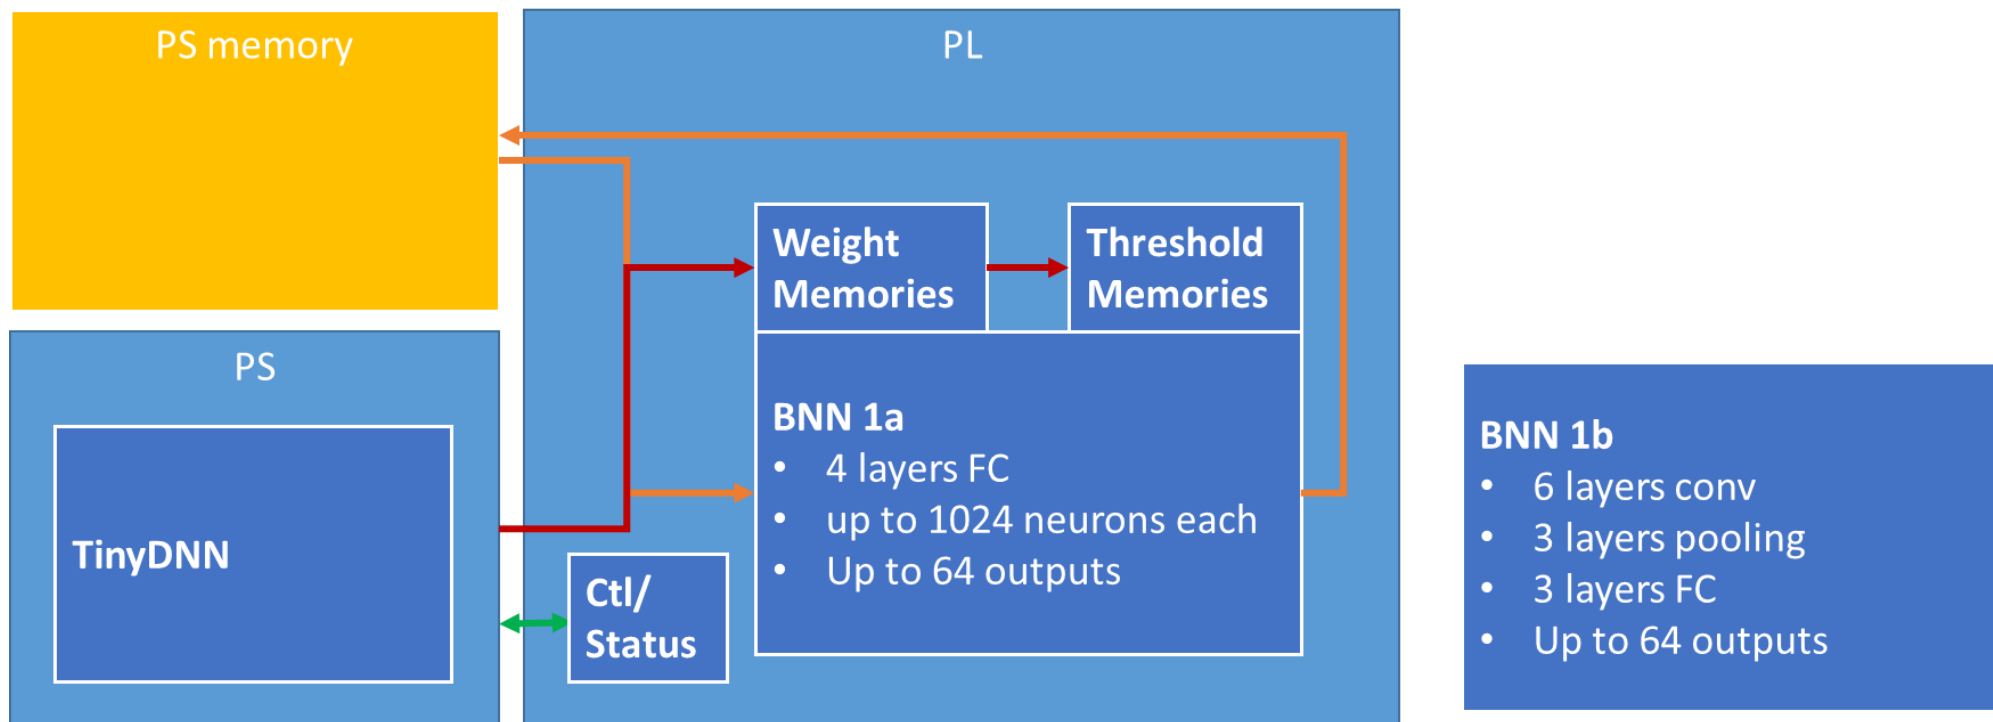 PS memory
PL
Weight
Memories
Threshold
Memories
PS
TinyDNN
Ctl/
Status
BNN 1a
• 4 layers FC
• up to 1024 neurons each
• Up to 64 outputs
BNN 1b
• 6 layers conv
• 3 layers pooling
• 3 layers FC
• Up to 64 outputs